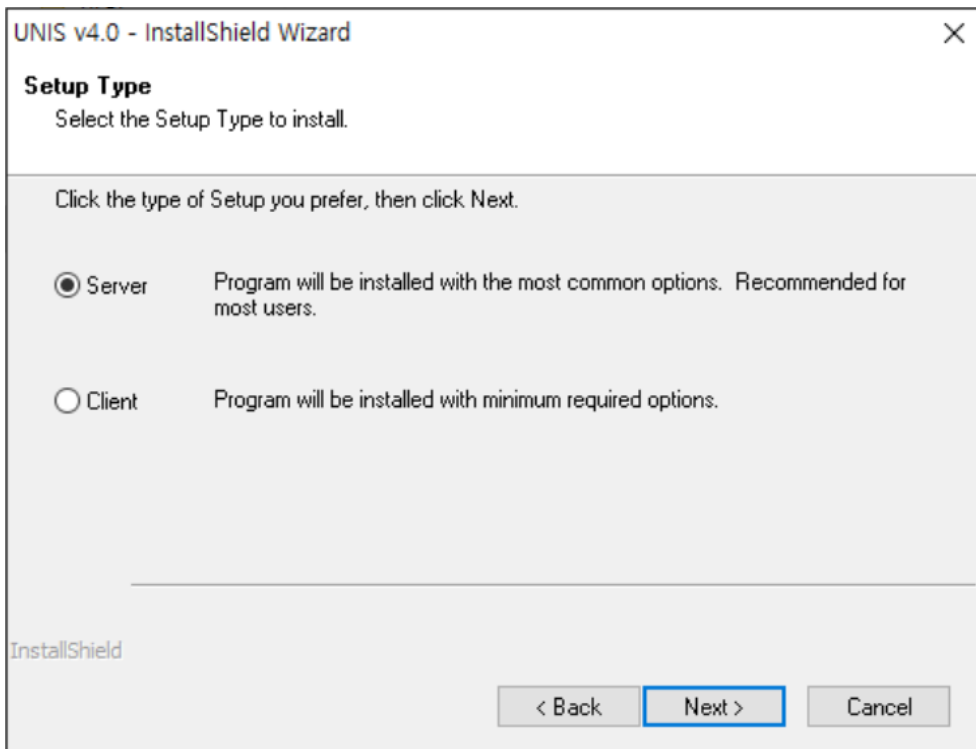 UNIS v4.0 - InstallShield Wizard
Setup Type
Select the Setup Type to install.
Click the type of Setup you prefer, then click Next.
Server Program will be installed with the most common options. Recommended for
most users.
Client Program will be installed with minimum required options.
InstallShield
< Back Next > Cancel